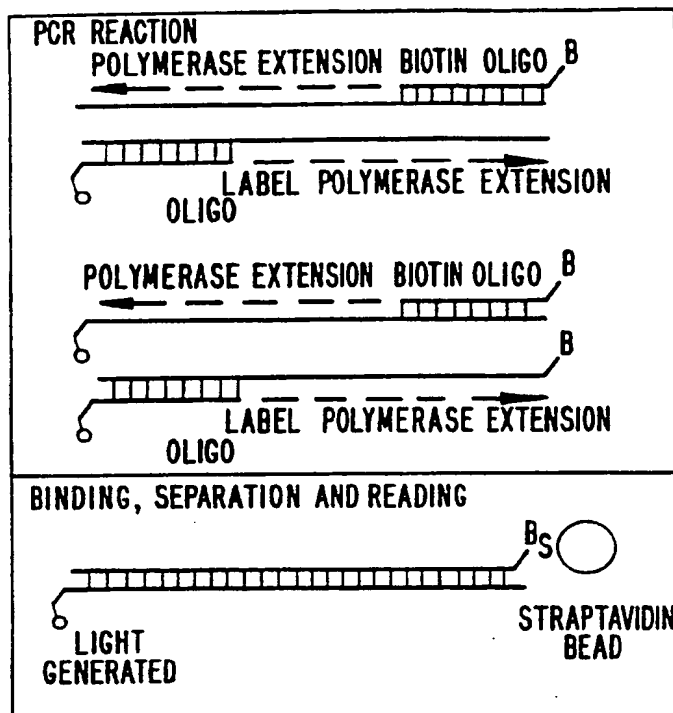 PCR REACTION
POLYMERASE EXTENSION BIOTIN OLIGO B
LABEL POLYMERASE EXTENSION
OLIGO
POLYMERASE EXTENSION BIOTIN OLIGO B
B
LABEL POLYMERASE EXTENSION
OLIGO
BINDING, SEPARATION AND READING
BS
LIGHT
GENERATED
STRAPTAVIDIN
BEAD